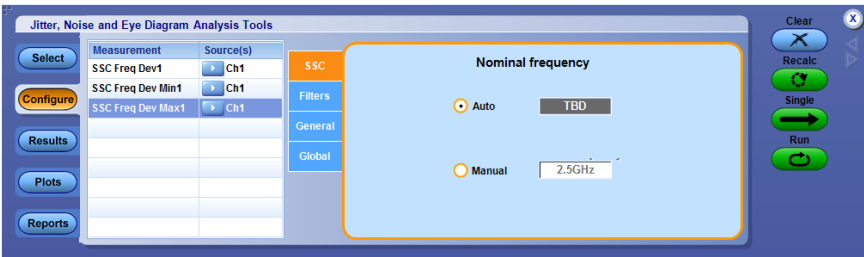 Jitter, Noise and Eye Diagram Analysis Tools
Clear
X
Select
Measurement Source(s)
SSC Freq Dev1 Ch1
SSC Freq Dev Min1 Ch1
SSC Freq Dev Max1 Ch1
Configure
Results
Plots
Reports
SSC
Filters
General
Global
Nominal frequency
Auto TBD
Manual 2.5GHz
Recalc
Single
Run